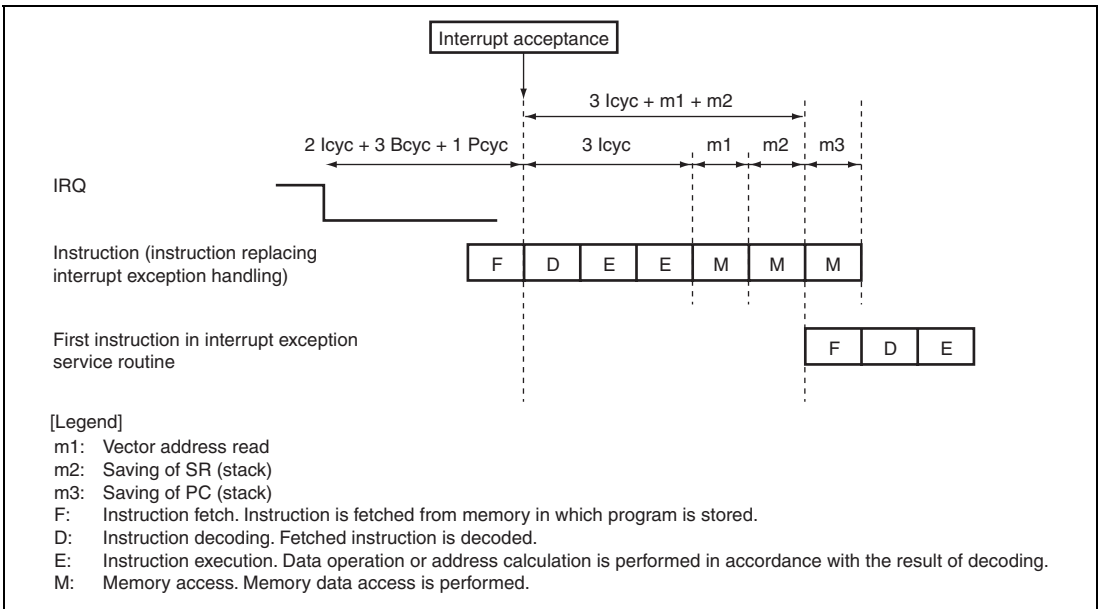 Interrupt acceptance
3 Icyc + m1 + m2
2 Icyc + 3 Bcyc + 1 Pcyc
3 Icyc
m1
m2
m3
IRQ
Instruction (instruction replacing
interrupt exception handling)
F D E E M M M
First instruction in interrupt exception
service routine
F D E
[Legend]
m1: Vector address read
m2: Saving of SR (stack)
m3: Saving of PC (stack)
F: Instruction fetch. Instruction is fetched from memory in which program is stored.
D: Instruction decoding. Fetched instruction is decoded.
E: Instruction execution. Data operation or address calculation is performed in accordance with the result of decoding.
M: Memory access. Memory data access is performed.